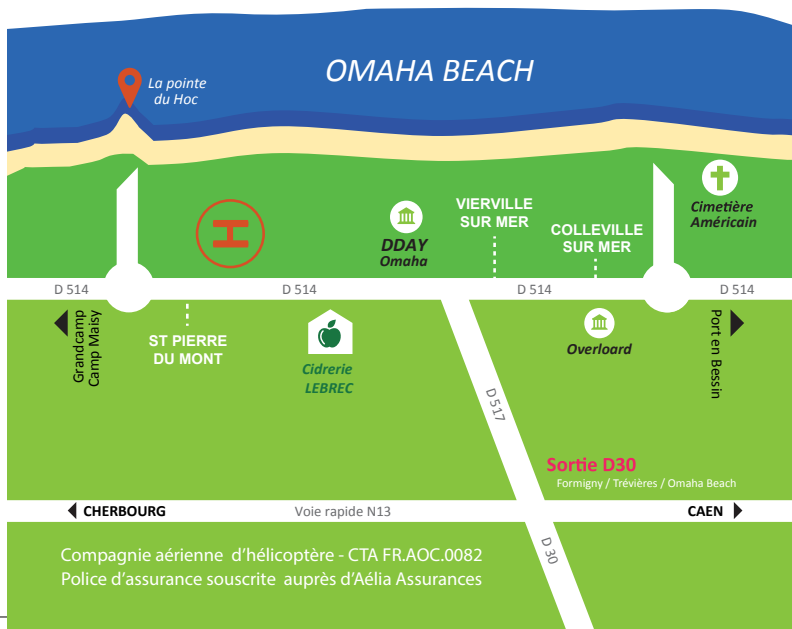 OMAHA BEACH
La pointe
du Hoc
H
DDAY
Omaha
VIERVILLE
SUR MER
COLLEVILLE
SUR MER
Cimetière
Américain
D 514
D 514
D 514
D 514
Grandcamp
Camp Maisy
ST PIERRE
DU MONT
Cidrerie
LEBREC
Overloard
Port en Bessin
D 517
Sortie D30
Formigny / Trévières / Omaha Beach
CHERBOURG
Voie rapide N13
CAEN
D 30
Compagnie aérienne d'hélicoptère - CTA FR.AOC.0082
Police d'assurance souscrite auprès d'Aélia Assurances